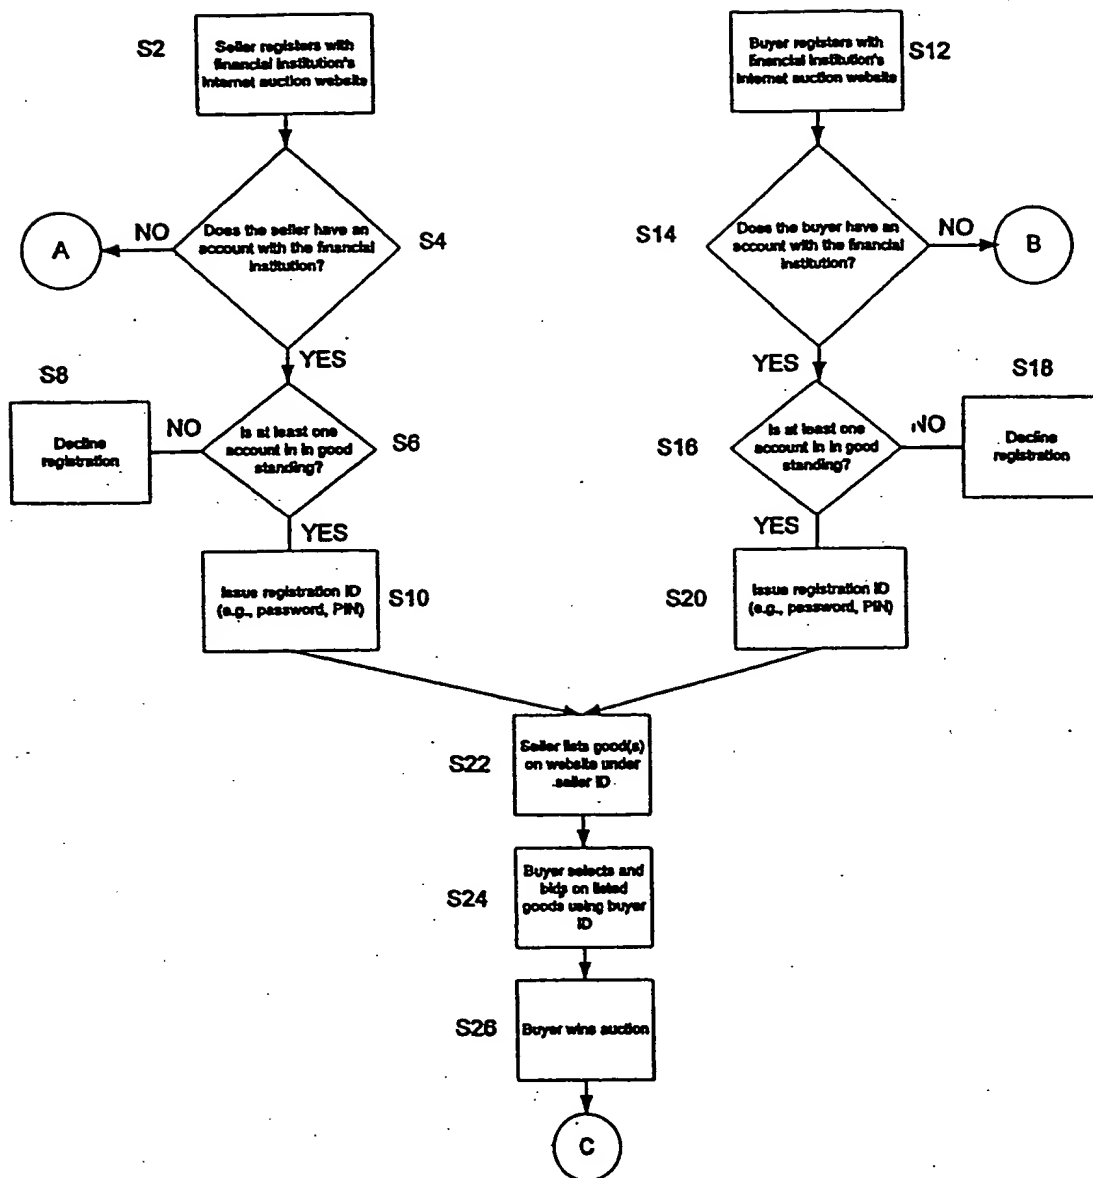 S2
Seller registers with
financial institution's
Internet auction website
Buyer registers with
financial institution's
Internet auction website
S12
A
NO
Does the seller have an
account with the financial
institution?
S4
S14
Does the buyer have an
account with the financial
institution?
NO
B
YES
YES
S8
Decline
registration
NO
Is at least one
account in in good
standing?
S6
S16
Is at least one
account in in good
standing?
NO
S18
Decline
registration
YES
YES
Issue registration ID
(e.g., password, PIN)
S10
S20
Issue registration ID
(e.g., password, PIN)
S22
Seller lists good(s)
on website under
seller ID
S24
Buyer selects and
bids on listed
goods using buyer
ID
S26
Buyer wins auction
C